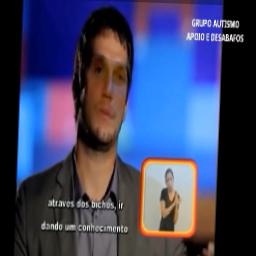 GRUPO AUTISMO
APOIO E DESABAFOS
através dos bichos, ir
dando um conhecimento